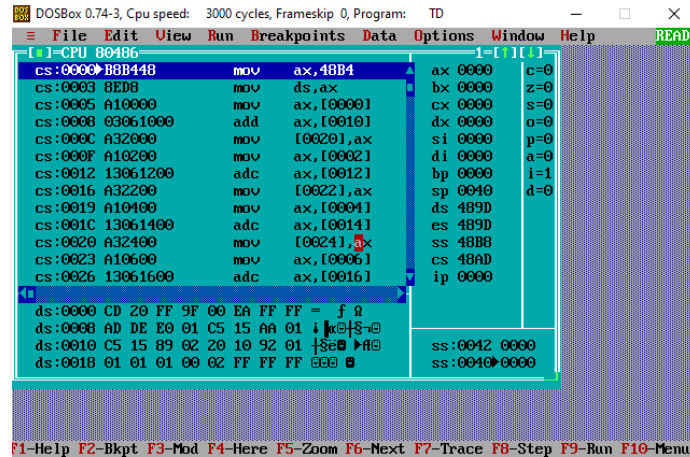 DOSBox 0.74-3, Cpu speed: 3000 cycles, Frameskip 0, Program: TD
≡ File Edit View Run Breakpoints Data Options Window Help READ
[■]=CPU 80486 1=[↑][↓]
cs:0000►B8B448 mov ax,48B4 ax 0000 c=0
cs:0003 8ED8 mov ds,ax bx 0000 z=0
cs:0005 A10000 mov ax,[0000] cx 0000 s=0
cs:0008 03061000 add ax,[0010] dx 0000 o=0
cs:000C A32000 mov [0020],ax si 0000 p=0
cs:000F A10200 mov ax,[0002] di 0000 a=0
cs:0012 13061200 adc ax,[0012] bp 0000 i=1
cs:0016 A32200 mov [0022],ax sp 0040 d=0
cs:0019 A10400 mov ax,[0004] ds 489D
cs:001C 13061400 adc ax,[0014] es 489D
cs:0020 A32400 mov [0024],ax ss 48B8
cs:0023 A10600 mov ax,[0006] cs 48AD
cs:0026 13061600 adc ax,[0016] ip 0000
ds:0000 CD 20 FF 9F 00 EA FF FF = ƒ Ω
ds:0008 AD DE E0 01 C5 15 AA 01
ds:0010 C5 15 89 02 20 10 92 01 ss:0042 0000
ds:0018 01 01 01 00 02 FF FF FF ss:0040►0000
F1-Help F2-Bkpt F3-Mod F4-Here F5-Zoom F6-Next F7-Trace F8-Step F9-Run F10-Menu